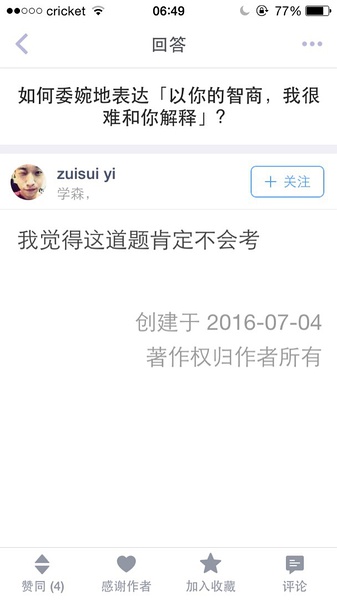 cricket 06:49 77%
回答
如何委婉地表达「以你的智商，我很
难和你解释」？
zuisui yi
学森，
＋ 关注
我觉得这道题肯定不会考
创建于 2016-07-04
著作权归作者所有
赞同 (4) 感谢作者 加入收藏 评论